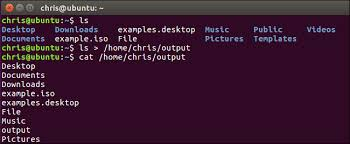 chris@ubuntu: ~
chris@ubuntu:~$ ls
Desktop Downloads examples.desktop Music Public Videos
Documents example.iso File Pictures Templates
chris@ubuntu:~$ ls > /home/chris/output
chris@ubuntu:~$ cat /home/chris/output
Desktop
Documents
Downloads
example.iso
examples.desktop
File
Music
output
Pictures